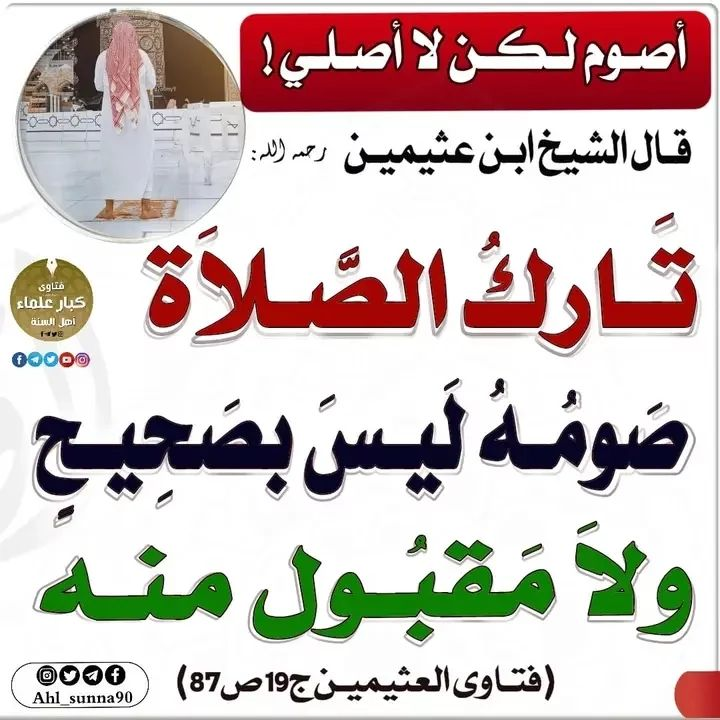 أصوم لكن لا أصلي !
قال الشيخ ابن عثيمين رحمه الله :
تَاركُ الصَّلاَة
صَومُهُ لَيسَ بصَحِيحٍ
ولاَ مَقبُول منه
(فتاوى العثيمين ج19 ص87)
فتاوى
كبار علماء
أهل السنة
Ahl_sunna90